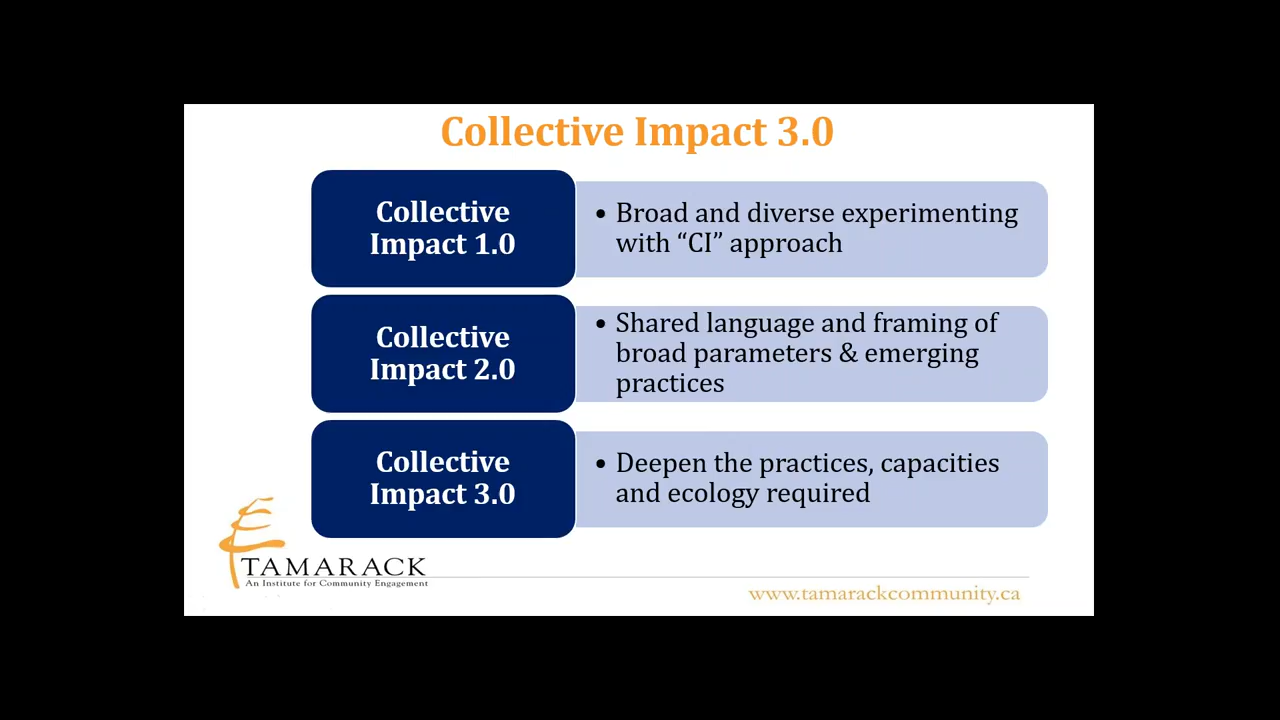 Collective Impact 3.0
Collective
Impact 1.0
• Broad and diverse experimenting
with “CI” approach
Collective
Impact 2.0
• Shared language and framing of
broad parameters & emerging
practices
Collective
Impact 3.0
• Deepen the practices, capacities
and ecology required
TAMARACK
An Institute for Community Engagement
www.tamarackcommunity.ca